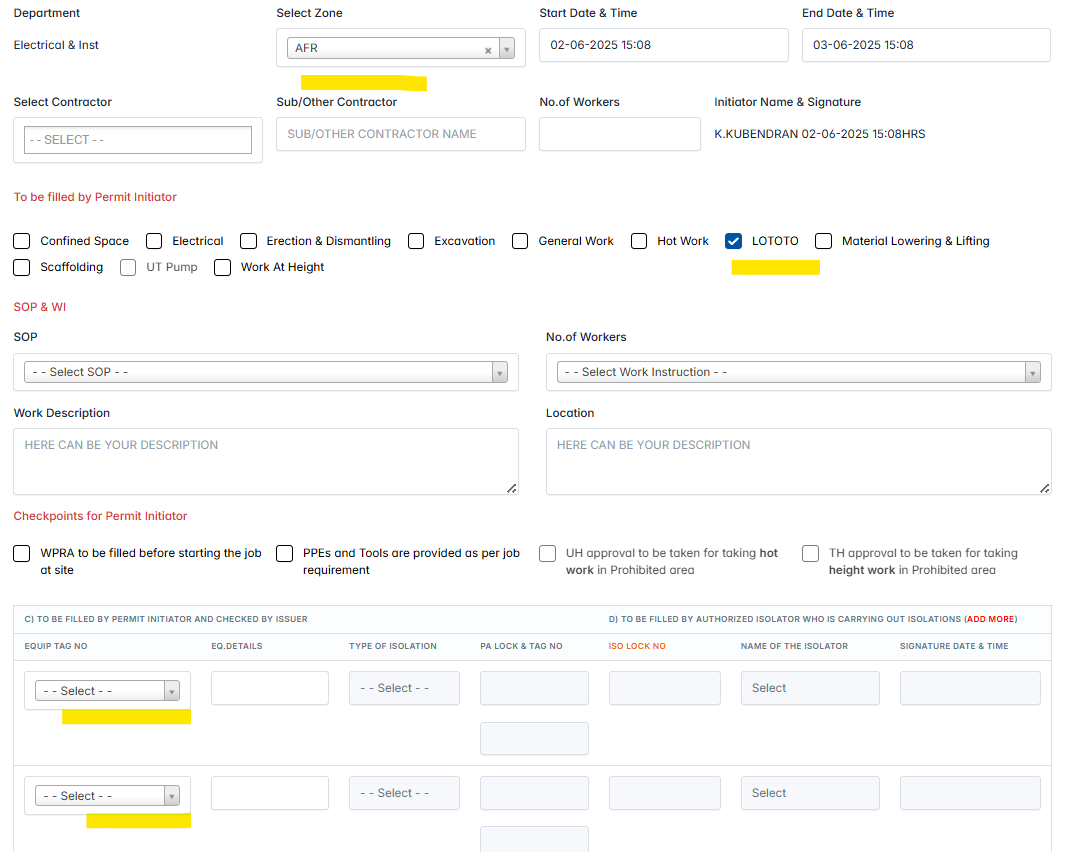 Department Select Zone Start Date & Time End Date & Time
Electrical & Inst AFR × 02-06-2025 15:08 03-06-2025 15:08
Select Contractor Sub/Other Contractor No.of Workers Initiator Name & Signature
- - SELECT - - SUB/OTHER CONTRACTOR NAME K.KUBENDRAN 02-06-2025 15:08HRS
To be filled by Permit Initiator
Confined Space Electrical Erection & Dismantling Excavation General Work Hot Work LOTOTO Material Lowering & Lifting
Scaffolding UT Pump Work At Height
SOP & WI
SOP No.of Workers
- - Select SOP - - - - Select Work Instruction - -
Work Description Location
HERE CAN BE YOUR DESCRIPTION HERE CAN BE YOUR DESCRIPTION
Checkpoints for Permit Initiator
WPRA to be filled before starting the job at site
PPEs and Tools are provided as per job requirement
UH approval to be taken for taking hot work in Prohibited area
TH approval to be taken for taking height work in Prohibited area
C) TO BE FILLED BY PERMIT INITIATOR AND CHECKED BY ISSUER D) TO BE FILLED BY AUTHORIZED ISOLATOR WHO IS CARRYING OUT ISOLATIONS (ADD MORE)
EQUIP TAG NO EQ.DETAILS TYPE OF ISOLATION PA LOCK & TAG NO ISO LOCK NO NAME OF THE ISOLATOR SIGNATURE DATE & TIME
- - Select - - - - Select - - Select
- - Select - - - - Select - - Select